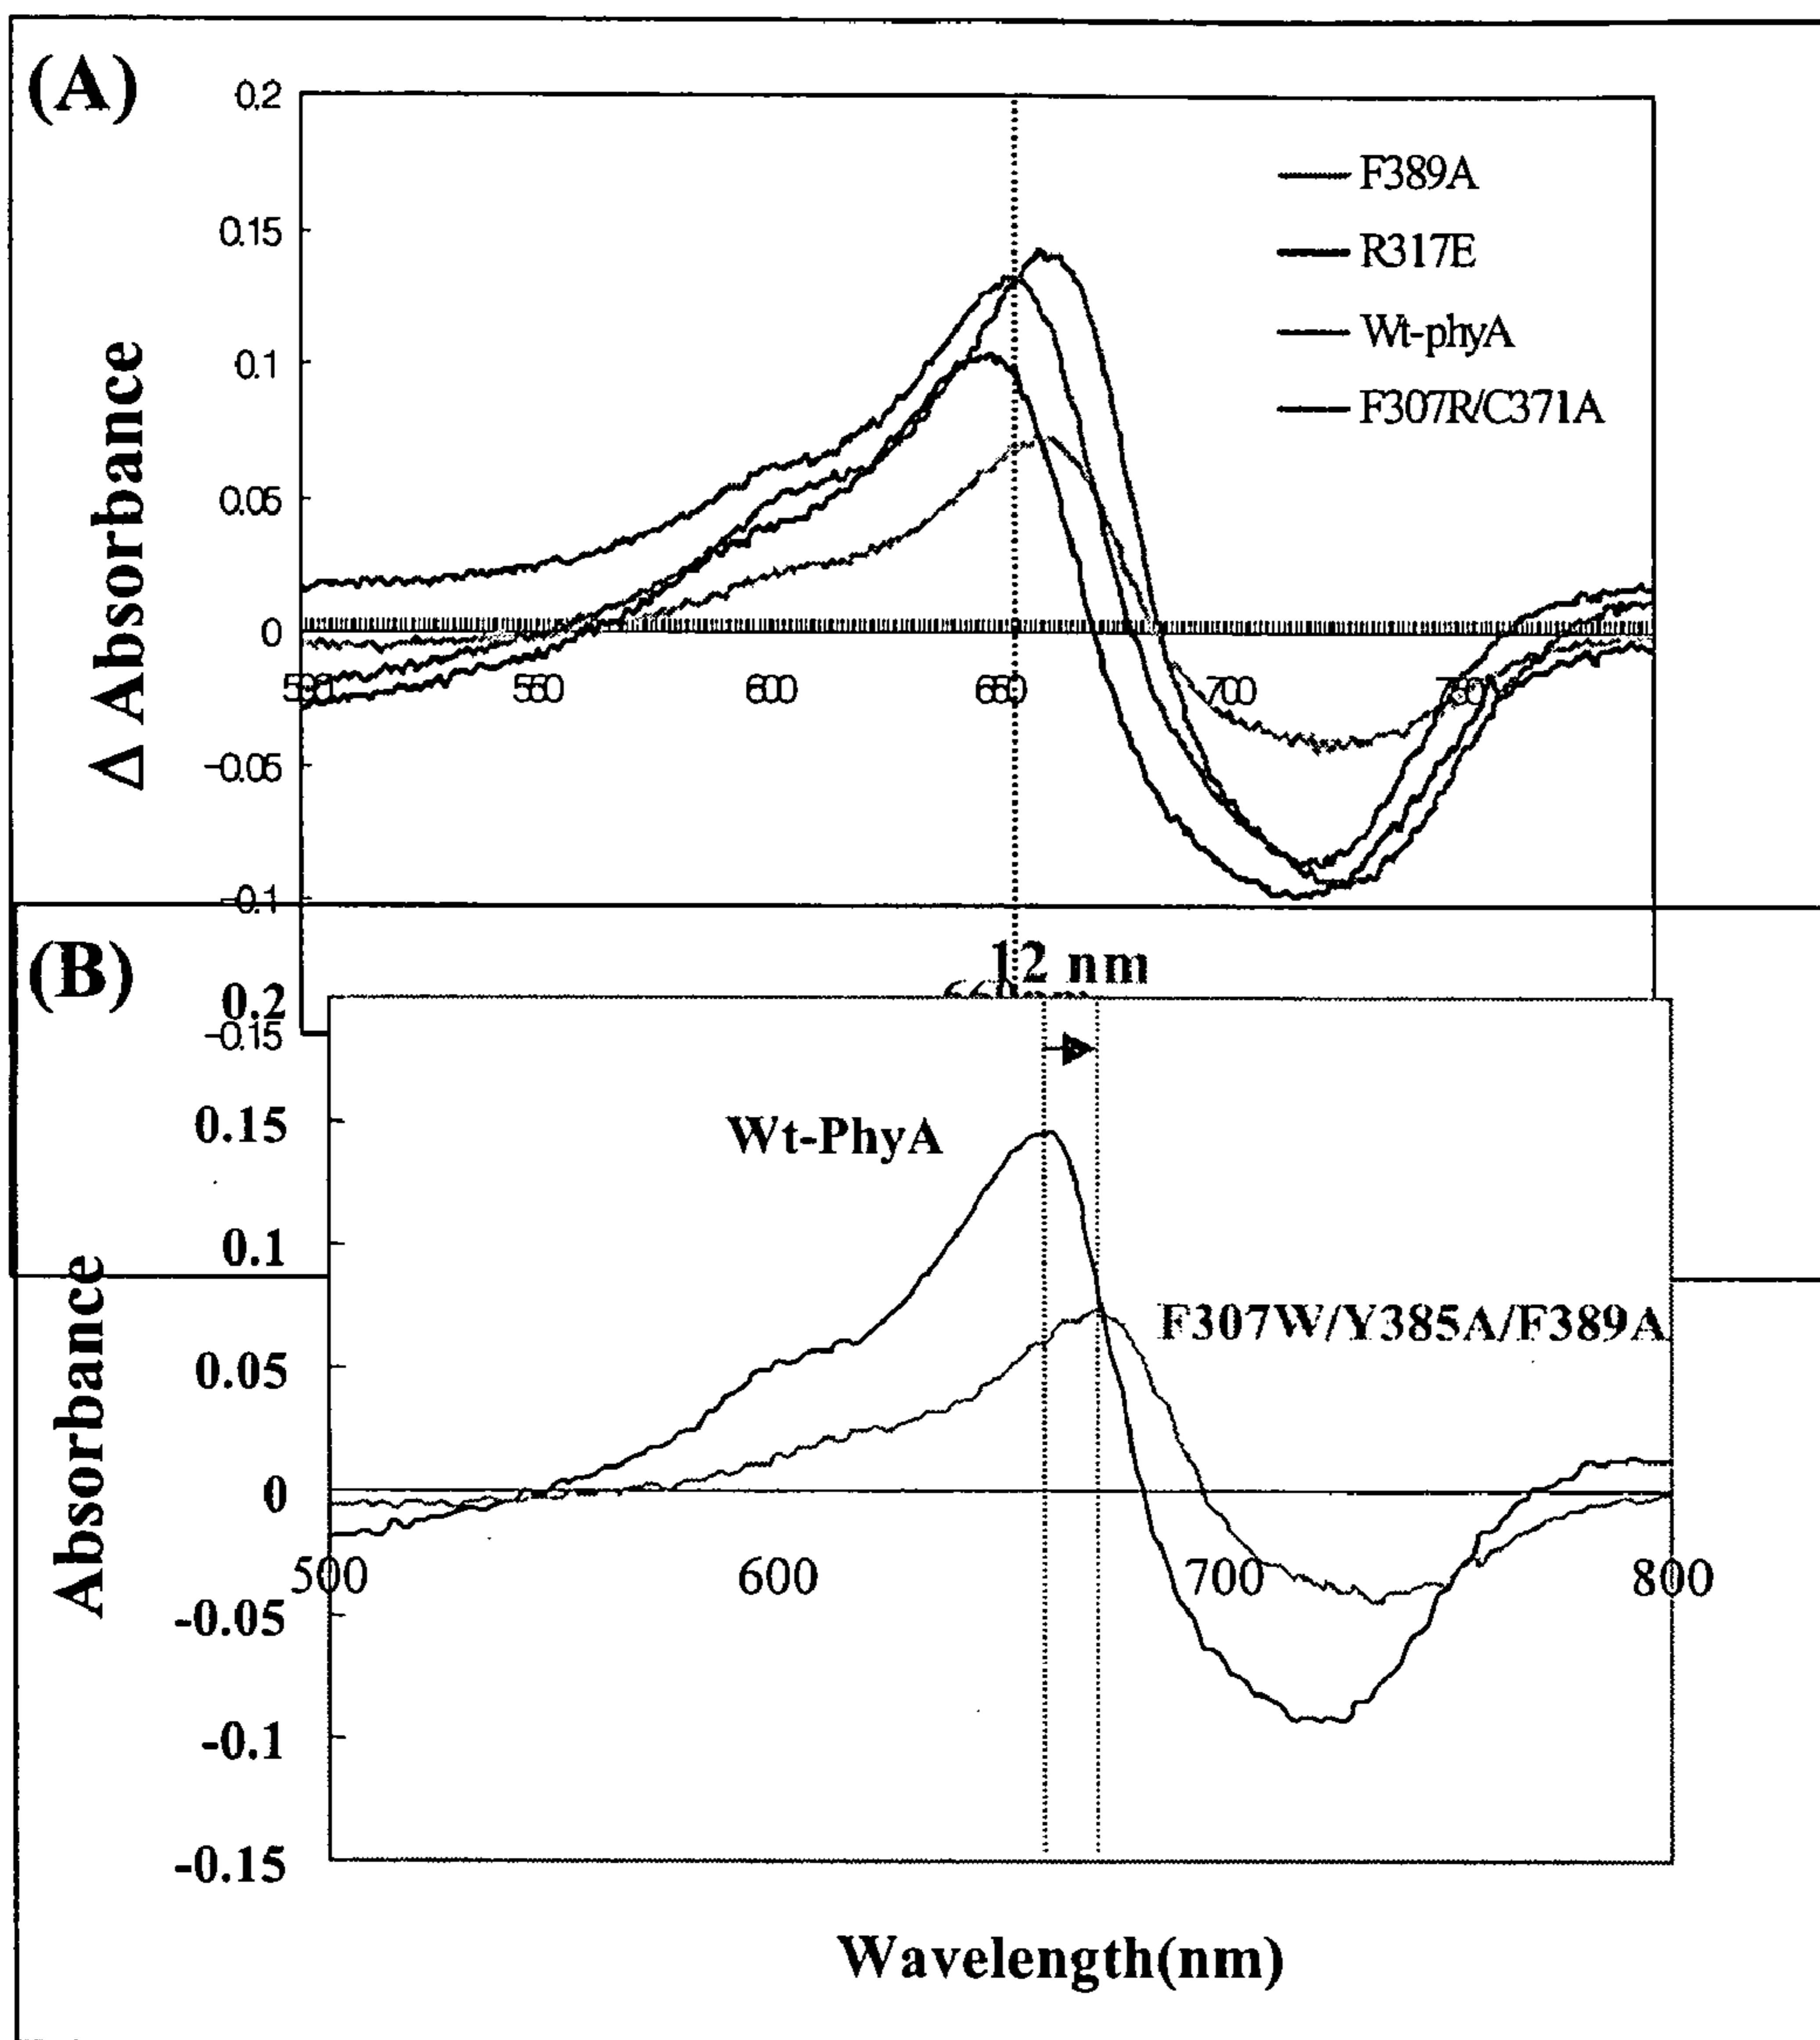 (A)
Δ Absorbance
0.2
0.15
0.1
0.05
0
-0.05
-0.1
-0.15
550
600
650
700
F389A
R317E
Wt-phyA
F307R/C371A
(B)
12 nm
Absorbance
0.2
0.15
0.1
0.05
0
-0.05
-0.1
-0.15
Wt-PhyA
F307W/Y385A/F389A
500
600
700
800
Wavelength(nm)